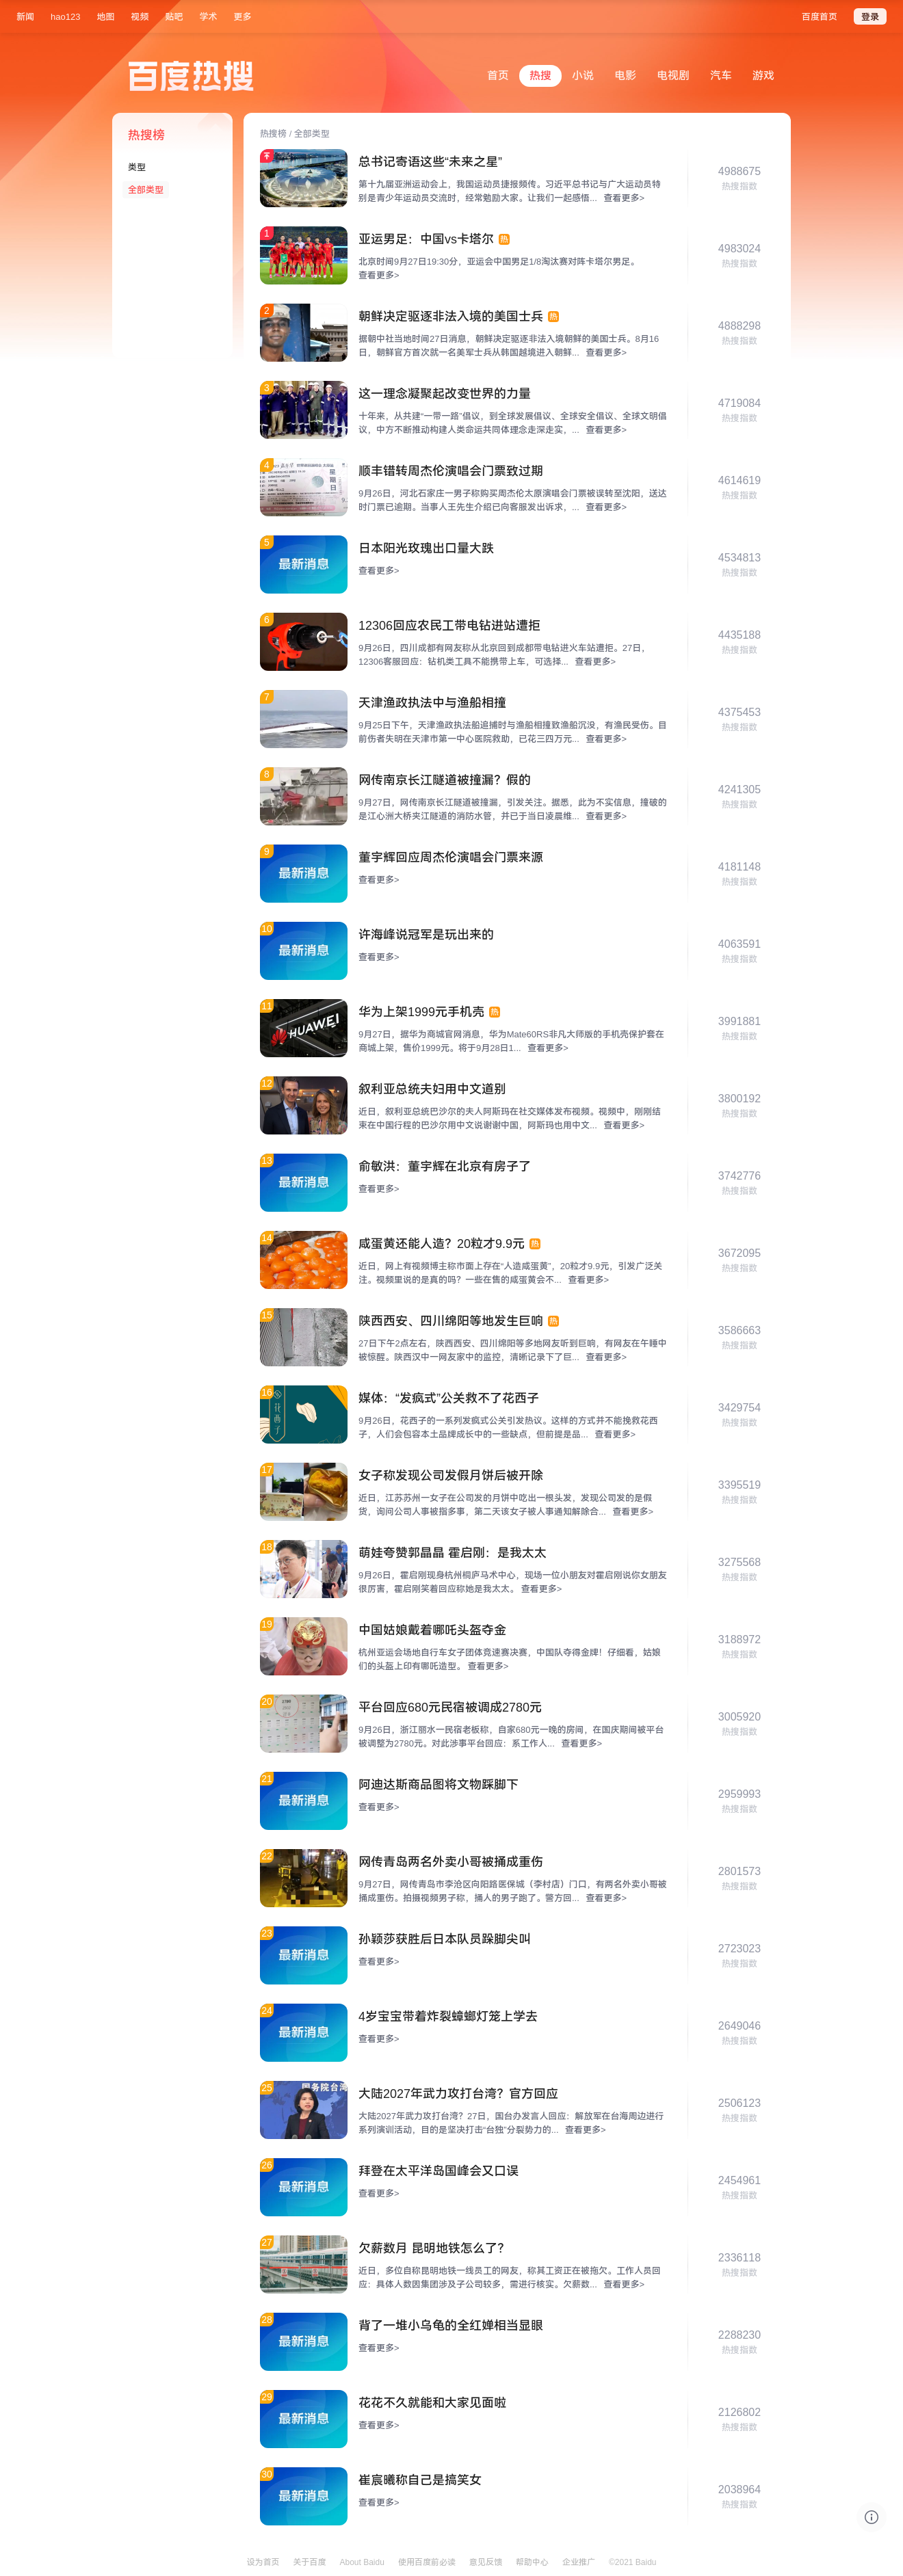 新闻 hao123 地图 视频 贴吧 学术 更多 百度首页 登录
百度热搜
首页 热搜 小说 电影 电视剧 汽车 游戏
热搜榜
类型
全部类型
热搜榜 / 全部类型
总书记寄语这些“未来之星”
第十九届亚洲运动会上，我国运动员捷报频传。习近平总书记与广大运动员特
别是青少年运动员交流时，经常勉励大家。让我们一起感悟... 查看更多>
4988675
热搜指数
1
亚运男足：中国vs卡塔尔 热
北京时间9月27日19:30分，亚运会中国男足1/8淘汰赛对阵卡塔尔男足。
查看更多>
4983024
热搜指数
2
朝鲜决定驱逐非法入境的美国士兵 热
据朝中社当地时间27日消息，朝鲜决定驱逐非法入境朝鲜的美国士兵。8月16
日，朝鲜官方首次就一名美军士兵从韩国越境进入朝鲜... 查看更多>
4888298
热搜指数
3
这一理念凝聚起改变世界的力量
十年来，从共建“一带一路”倡议，到全球发展倡议、全球安全倡议、全球文明倡
议，中方不断推动构建人类命运共同体理念走深走实，... 查看更多>
4719084
热搜指数
4
顺丰错转周杰伦演唱会门票致过期
9月26日，河北石家庄一男子称购买周杰伦太原演唱会门票被误转至沈阳，送达
时门票已逾期。当事人王先生介绍已向客服发出诉求，... 查看更多>
4614619
热搜指数
5
最新消息
日本阳光玫瑰出口量大跌
查看更多>
4534813
热搜指数
6
12306回应农民工带电钻进站遭拒
9月26日，四川成都有网友称从北京回到成都带电钻进火车站遭拒。27日，
12306客服回应：钻机类工具不能携带上车，可选择... 查看更多>
4435188
热搜指数
7
天津渔政执法中与渔船相撞
9月25日下午，天津渔政执法船追捕时与渔船相撞致渔船沉没，有渔民受伤。目
前伤者失明在天津市第一中心医院救助，已花三四万元... 查看更多>
4375453
热搜指数
8
网传南京长江隧道被撞漏？假的
9月27日，网传南京长江隧道被撞漏，引发关注。据悉，此为不实信息，撞破的
是江心洲大桥夹江隧道的消防水管，并已于当日凌晨维... 查看更多>
4241305
热搜指数
9
最新消息
董宇辉回应周杰伦演唱会门票来源
查看更多>
4181148
热搜指数
10
最新消息
许海峰说冠军是玩出来的
查看更多>
4063591
热搜指数
11
HUAWEI
华为上架1999元手机壳 热
9月27日，据华为商城官网消息，华为Mate60RS非凡大师版的手机壳保护套在
商城上架，售价1999元。将于9月28日1... 查看更多>
3991881
热搜指数
12
叙利亚总统夫妇用中文道别
近日，叙利亚总统巴沙尔的夫人阿斯玛在社交媒体发布视频。视频中，刚刚结
束在中国行程的巴沙尔用中文说谢谢中国，阿斯玛也用中文... 查看更多>
3800192
热搜指数
13
最新消息
俞敏洪：董宇辉在北京有房子了
查看更多>
3742776
热搜指数
14
咸蛋黄还能人造？20粒才9.9元 热
近日，网上有视频博主称市面上存在“人造咸蛋黄”，20粒才9.9元，引发广泛关
注。视频里说的是真的吗？一些在售的咸蛋黄会不... 查看更多>
3672095
热搜指数
15
陕西西安、四川绵阳等地发生巨响 热
27日下午2点左右，陕西西安、四川绵阳等多地网友听到巨响，有网友在午睡中
被惊醒。陕西汉中一网友家中的监控，清晰记录下了巨... 查看更多>
3586663
热搜指数
16
花西子
媒体：“发疯式”公关救不了花西子
9月26日，花西子的一系列发疯式公关引发热议。这样的方式并不能挽救花西
子，人们会包容本土品牌成长中的一些缺点，但前提是品... 查看更多>
3429754
热搜指数
17
女子称发现公司发假月饼后被开除
近日，江苏苏州一女子在公司发的月饼中吃出一根头发，发现公司发的是假
货，询问公司人事被指多事，第二天该女子被人事通知解除合... 查看更多>
3395519
热搜指数
18
萌娃夸赞郭晶晶 霍启刚：是我太太
9月26日，霍启刚现身杭州桐庐马术中心，现场一位小朋友对霍启刚说你女朋友
很厉害，霍启刚笑着回应称她是我太太。 查看更多>
3275568
热搜指数
19
中国姑娘戴着哪吒头盔夺金
杭州亚运会场地自行车女子团体竞速赛决赛，中国队夺得金牌！仔细看，姑娘
们的头盔上印有哪吒造型。 查看更多>
3188972
热搜指数
20
平台回应680元民宿被调成2780元
9月26日，浙江丽水一民宿老板称，自家680元一晚的房间，在国庆期间被平台
被调整为2780元。对此涉事平台回应：系工作人... 查看更多>
3005920
热搜指数
21
最新消息
阿迪达斯商品图将文物踩脚下
查看更多>
2959993
热搜指数
22
网传青岛两名外卖小哥被捅成重伤
9月27日，网传青岛市李沧区向阳路医保城（李村店）门口，有两名外卖小哥被
捅成重伤。拍摄视频男子称，捅人的男子跑了。警方回... 查看更多>
2801573
热搜指数
23
最新消息
孙颖莎获胜后日本队员跺脚尖叫
查看更多>
2723023
热搜指数
24
最新消息
4岁宝宝带着炸裂蟑螂灯笼上学去
查看更多>
2649046
热搜指数
25
国务院台湾
大陆2027年武力攻打台湾？官方回应
大陆2027年武力攻打台湾？27日，国台办发言人回应：解放军在台海周边进行
系列演训活动，目的是坚决打击“台独”分裂势力的... 查看更多>
2506123
热搜指数
26
最新消息
拜登在太平洋岛国峰会又口误
查看更多>
2454961
热搜指数
27
欠薪数月 昆明地铁怎么了？
近日，多位自称昆明地铁一线员工的网友，称其工资正在被拖欠。工作人员回
应：具体人数因集团涉及子公司较多，需进行核实。欠薪数... 查看更多>
2336118
热搜指数
28
最新消息
背了一堆小乌龟的全红婵相当显眼
查看更多>
2288230
热搜指数
29
最新消息
花花不久就能和大家见面啦
查看更多>
2126802
热搜指数
30
最新消息
崔宸曦称自己是搞笑女
查看更多>
2038964
热搜指数
设为首页 关于百度 About Baidu 使用百度前必读 意见反馈 帮助中心 企业推广 ©2021 Baidu